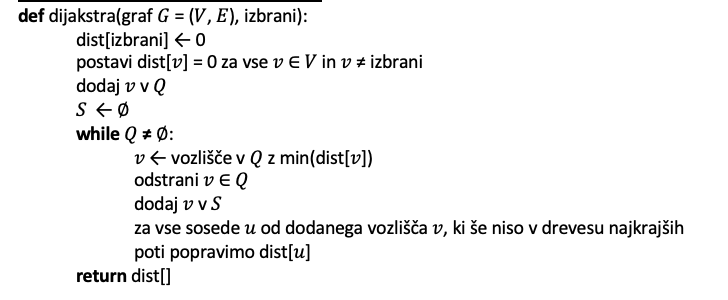 def dijakstra(graf G = (V, E), izbrani):
dist[izbrani] ← 0
postavi dist[v] = 0 za vse v ∈ V in v ≠ izbrani
dodaj v v Q
S ← ∅
while Q ≠ ∅:
v ← vozlišče v Q z min(dist[v])
odstrani v ∈ Q
dodaj v v S
za vse sosede u od dodanega vozlišča v, ki še niso v drevesu najkrajših
poti popravimo dist[u]
return dist[]